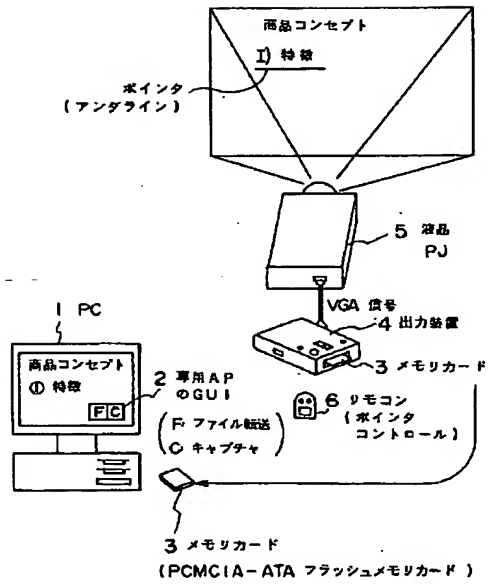 商品コンセプト
I) 特徴
ポインタ
(アンダライン)
5 液晶
PJ
VGA 信号
4 出力装置
3 メモリカード
1 PC
商品コンセプト
① 特徴
2 専用AP
のGUI
F C
F ファイル転送
C キャプチャ
6 リモコン
(ポインタ
コントロール)
3 メモリカード
(PCMCIA-ATA フラッシュメモリカード)